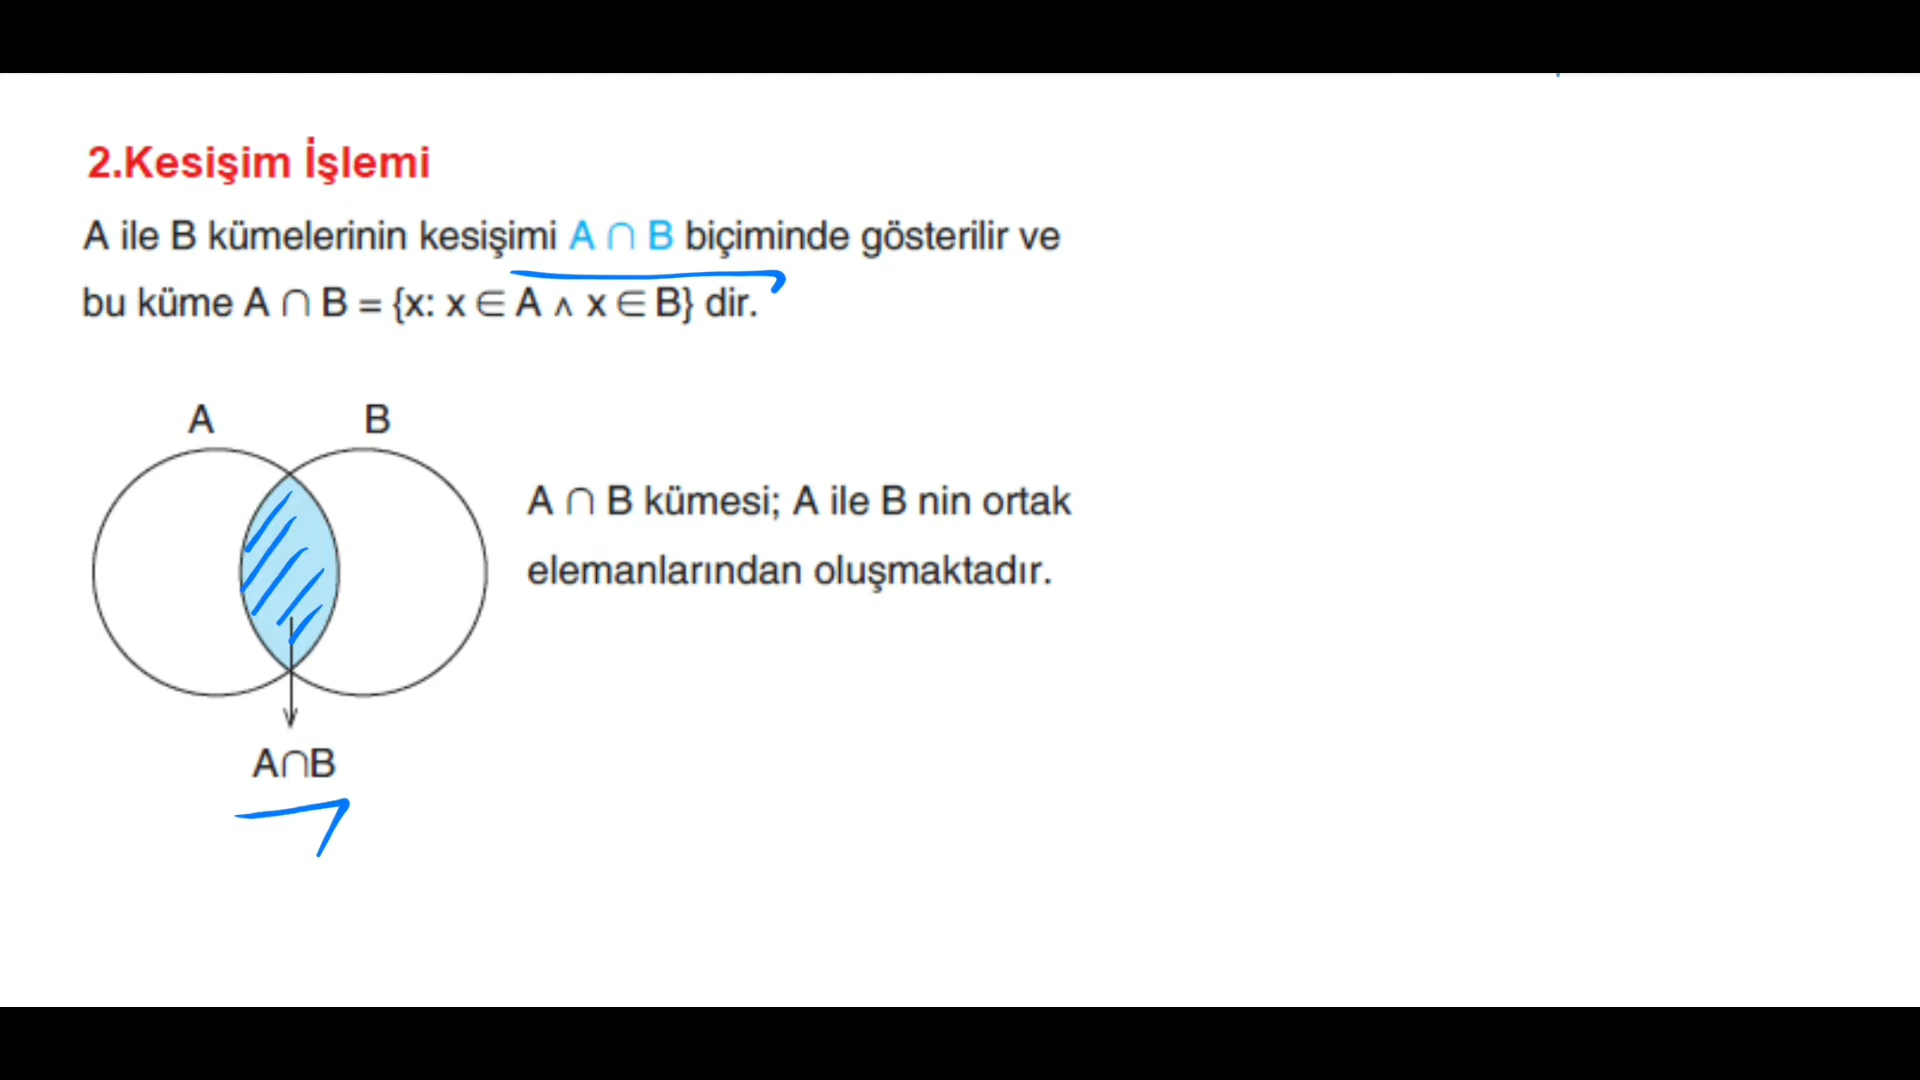 2.Kesişim İşlemi
A ile B kümelerinin kesişimi A ∩ B biçiminde gösterilir ve
bu küme A ∩ B = {x: x ∈ A ∧ x ∈ B} dir.
A B
A ∩ B kümesi; A ile B nin ortak
elemanlarından oluşmaktadır.
A∩B